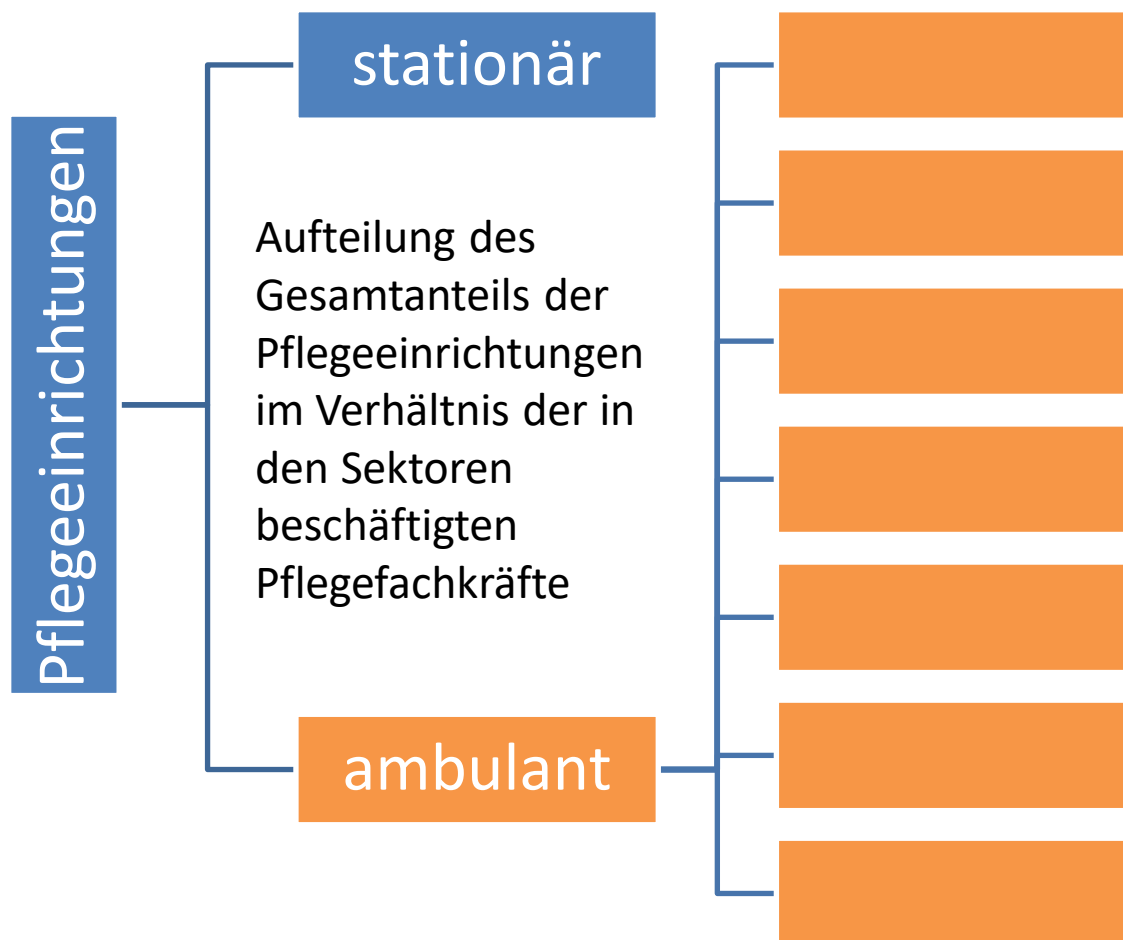 Pflegeeinrichtungen
stationär
Aufteilung des
Gesamtanteils der
Pflegeeinrichtungen
im Verhältnis der in
den Sektoren
beschäftigten
Pflegefachkräfte
ambulant